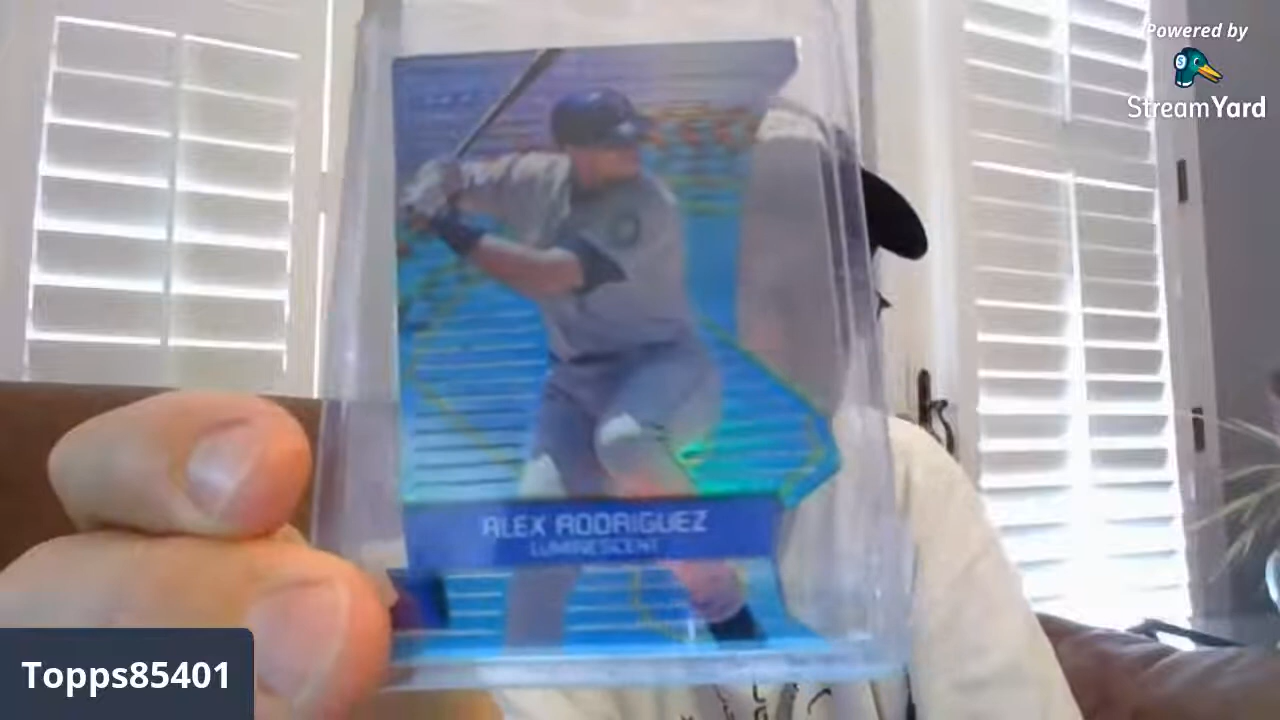 Powered by
StreamYard
ALEX RODRIGUEZ
LUMINESCENT
Topps85401